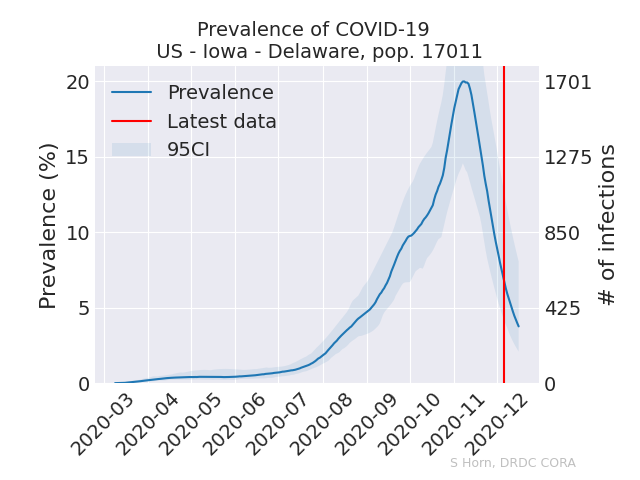 Prevalence of COVID-19
US - Iowa - Delaware, pop. 17011
Prevalence
Latest data
95CI
Prevalence (%)
20
15
10
5
0
1701
1275
850
425
0
# of infections
2020-03
2020-04
2020-05
2020-06
2020-07
2020-08
2020-09
2020-10
2020-11
2020-12
S Horn, DRDC CORA